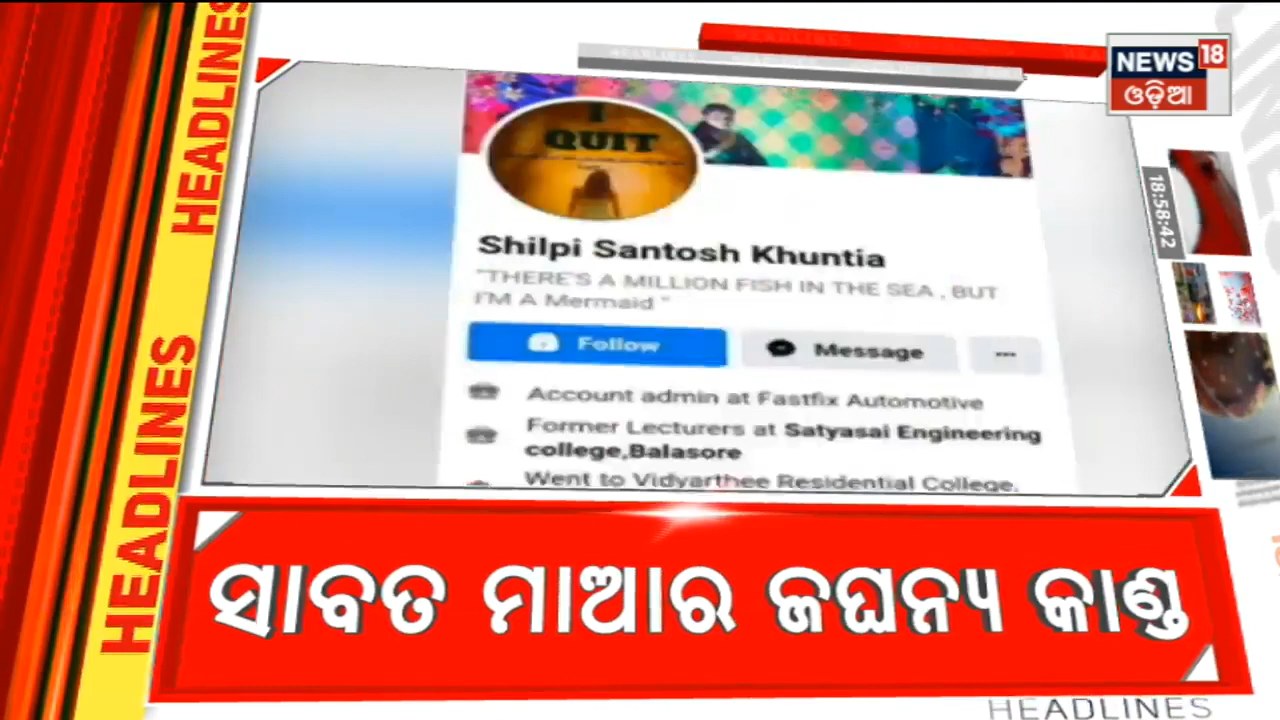 HEADLINES
HEADLINES
NEWS 18
ଓଡ଼ିଆ
18:58:42
I
QUIT
Shilpi Santosh Khuntia
"THERE'S A MILLION FISH IN THE SEA , BUT
I'M A Mermaid "
Follow
Message
Account admin at Fastfix Automotive
Former Lecturers at Satyasai Engineering
college,Balasore
Went to Vidyarthee Residential College,
ସାବତ ମାଆର ଜଘନ୍ୟ କାଣ୍ଡ
HEADLINES